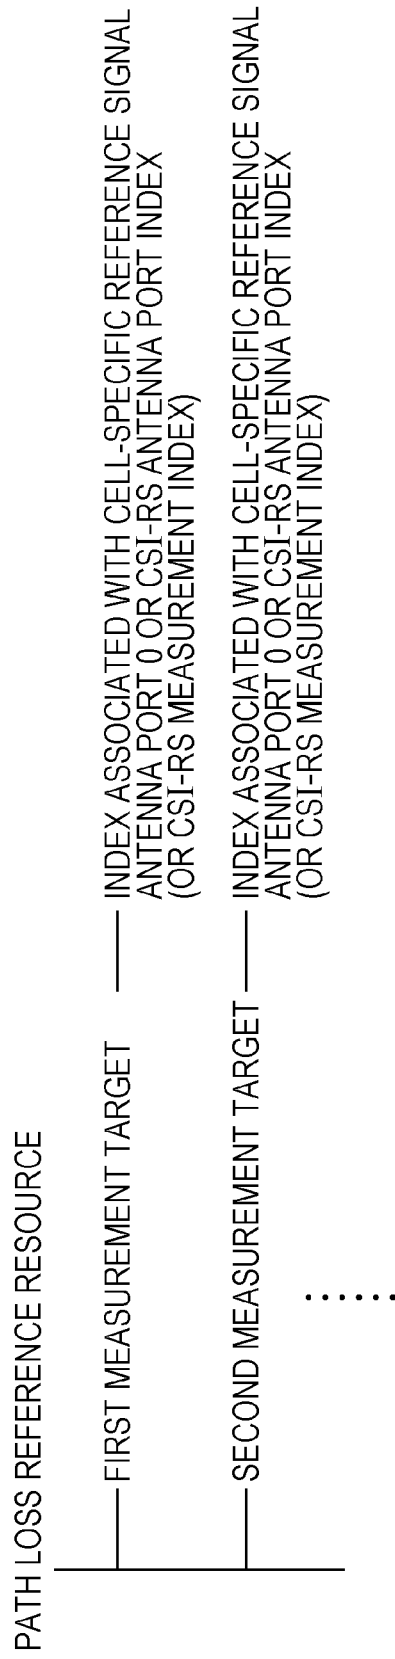 PATH LOSS REFERENCE RESOURCE
FIRST MEASUREMENT TARGET
INDEX ASSOCIATED WITH CELL-SPECIFIC REFERENCE SIGNAL
ANTENNA PORT 0 OR CSI-RS ANTENNA PORT INDEX
(OR CSI-RS MEASUREMENT INDEX)
SECOND MEASUREMENT TARGET
INDEX ASSOCIATED WITH CELL-SPECIFIC REFERENCE SIGNAL
ANTENNA PORT 0 OR CSI-RS ANTENNA PORT INDEX
(OR CSI-RS MEASUREMENT INDEX)
......